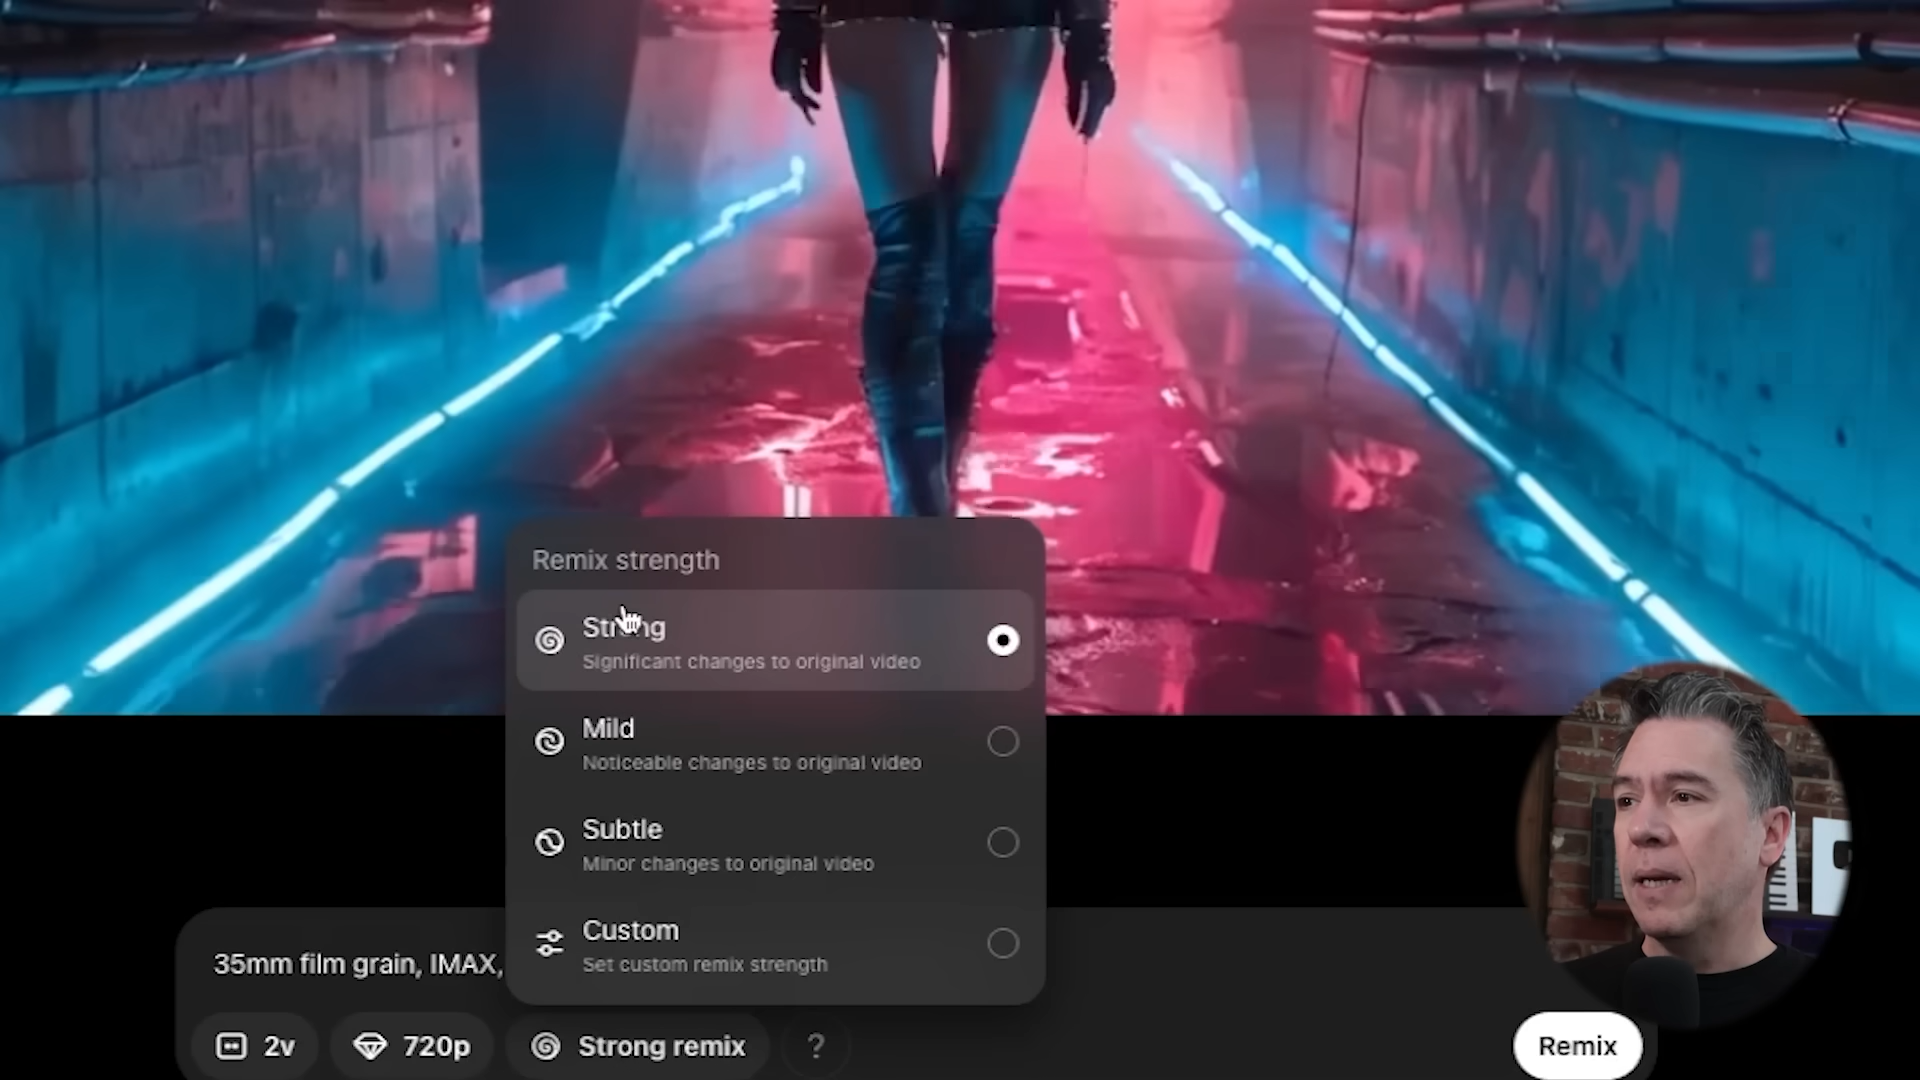 Remix strength
Strong
Significant changes to original video
Mild
Noticeable changes to original video
Subtle
Minor changes to original video
Custom
Set custom remix strength
35mm film grain, IMAX,
2v
720p
Strong remix
?
Remix